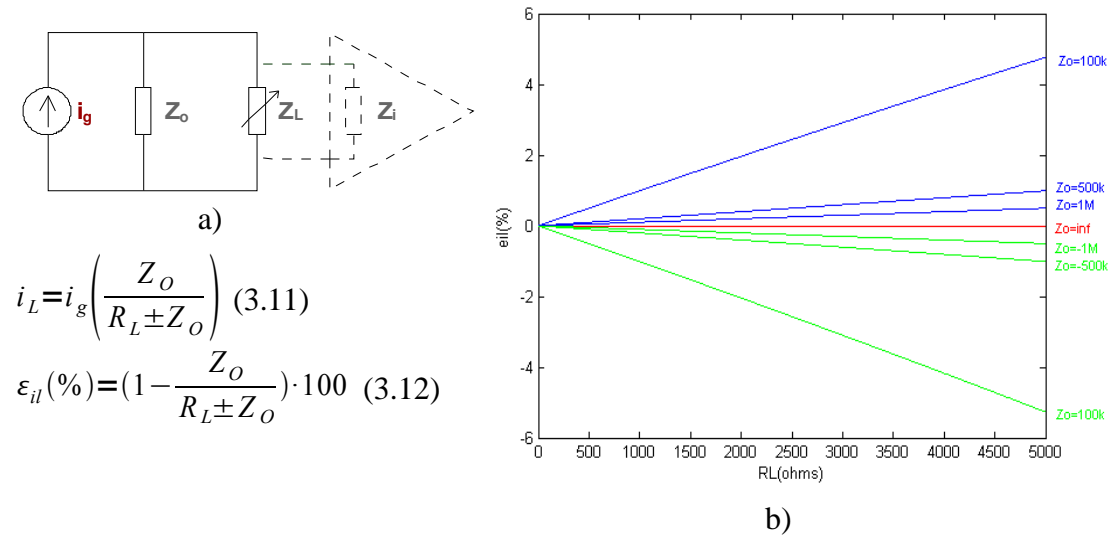 i_g
Z_o
Z_L
Z_i
a)
i_L=i_g(Z_O/(R_L±Z_O)) (3.11)
ε_il(%)=(1−Z_O/(R_L±Z_O))·100 (3.12)
6
4
2
0
-2
-4
-6
eil(%)
0 500 1000 1500 2000 2500 3000 3500 4000 4500 5000
RL(ohms)
Zo=100k
Zo=500k
Zo=1M
Zo=inf
Zo=-1M
Zo=-500k
Zo=100k
b)